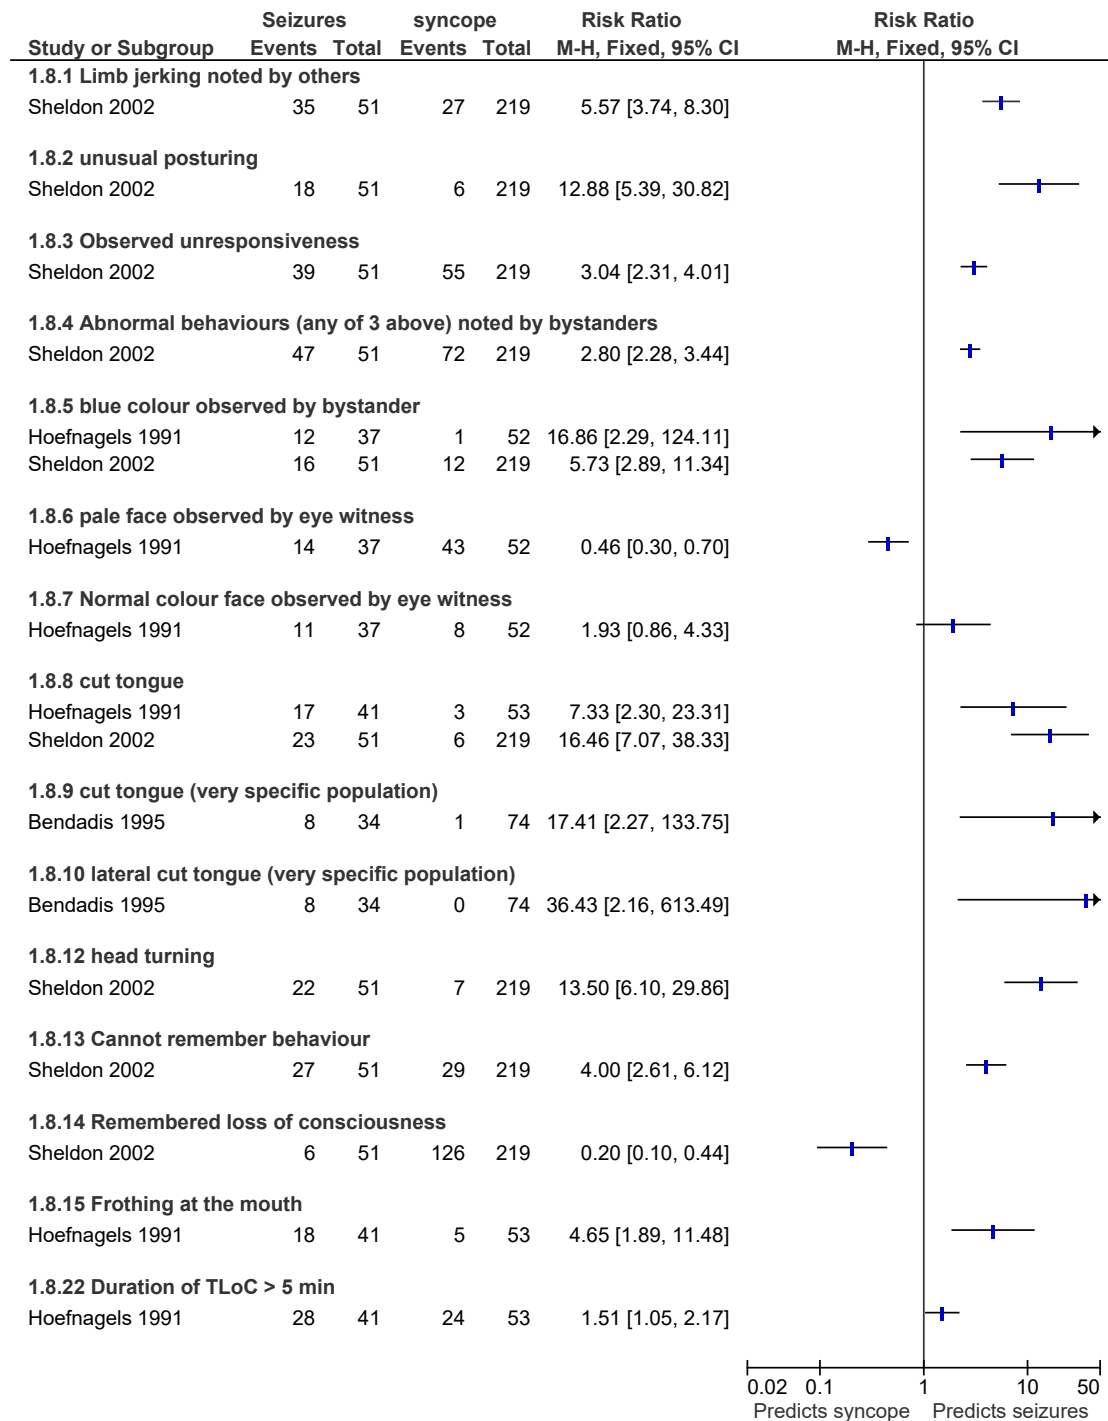 Seizures syncope Risk Ratio Risk Ratio
Study or Subgroup Events Total Events Total M-H, Fixed, 95% CI M-H, Fixed, 95% CI
1.8.1 Limb jerking noted by others
Sheldon 2002 35 51 27 219 5.57 [3.74, 8.30]
1.8.2 unusual posturing
Sheldon 2002 18 51 6 219 12.88 [5.39, 30.82]
1.8.3 Observed unresponsiveness
Sheldon 2002 39 51 55 219 3.04 [2.31, 4.01]
1.8.4 Abnormal behaviours (any of 3 above) noted by bystanders
Sheldon 2002 47 51 72 219 2.80 [2.28, 3.44]
1.8.5 blue colour observed by bystander
Hoefnagels 1991 12 37 1 52 16.86 [2.29, 124.11]
Sheldon 2002 16 51 12 219 5.73 [2.89, 11.34]
1.8.6 pale face observed by eye witness
Hoefnagels 1991 14 37 43 52 0.46 [0.30, 0.70]
1.8.7 Normal colour face observed by eye witness
Hoefnagels 1991 11 37 8 52 1.93 [0.86, 4.33]
1.8.8 cut tongue
Hoefnagels 1991 17 41 3 53 7.33 [2.30, 23.31]
Sheldon 2002 23 51 6 219 16.46 [7.07, 38.33]
1.8.9 cut tongue (very specific population)
Bendadis 1995 8 34 1 74 17.41 [2.27, 133.75]
1.8.10 lateral cut tongue (very specific population)
Bendadis 1995 8 34 0 74 36.43 [2.16, 613.49]
1.8.12 head turning
Sheldon 2002 22 51 7 219 13.50 [6.10, 29.86]
1.8.13 Cannot remember behaviour
Sheldon 2002 27 51 29 219 4.00 [2.61, 6.12]
1.8.14 Remembered loss of consciousness
Sheldon 2002 6 51 126 219 0.20 [0.10, 0.44]
1.8.15 Frothing at the mouth
Hoefnagels 1991 18 41 5 53 4.65 [1.89, 11.48]
1.8.22 Duration of TLoC > 5 min
Hoefnagels 1991 28 41 24 53 1.51 [1.05, 2.17]
0.02 0.1 1 10 50
Predicts syncope Predicts seizures